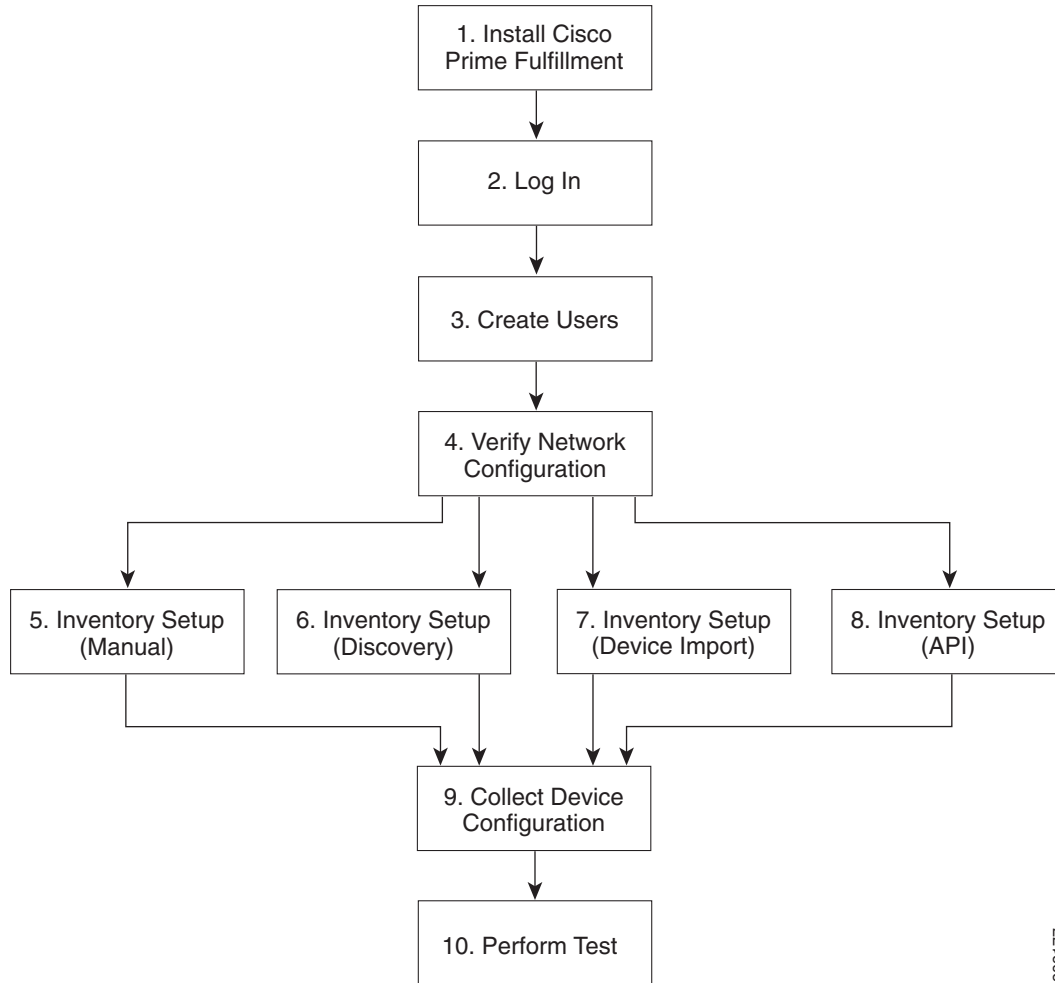 1. Install Cisco
Prime Fulfillment
2. Log In
3. Create Users
4. Verify Network
Configuration
5. Inventory Setup
(Manual)
6. Inventory Setup
(Discovery)
7. Inventory Setup
(Device Import)
8. Inventory Setup
(API)
9. Collect Device
Configuration
10. Perform Test